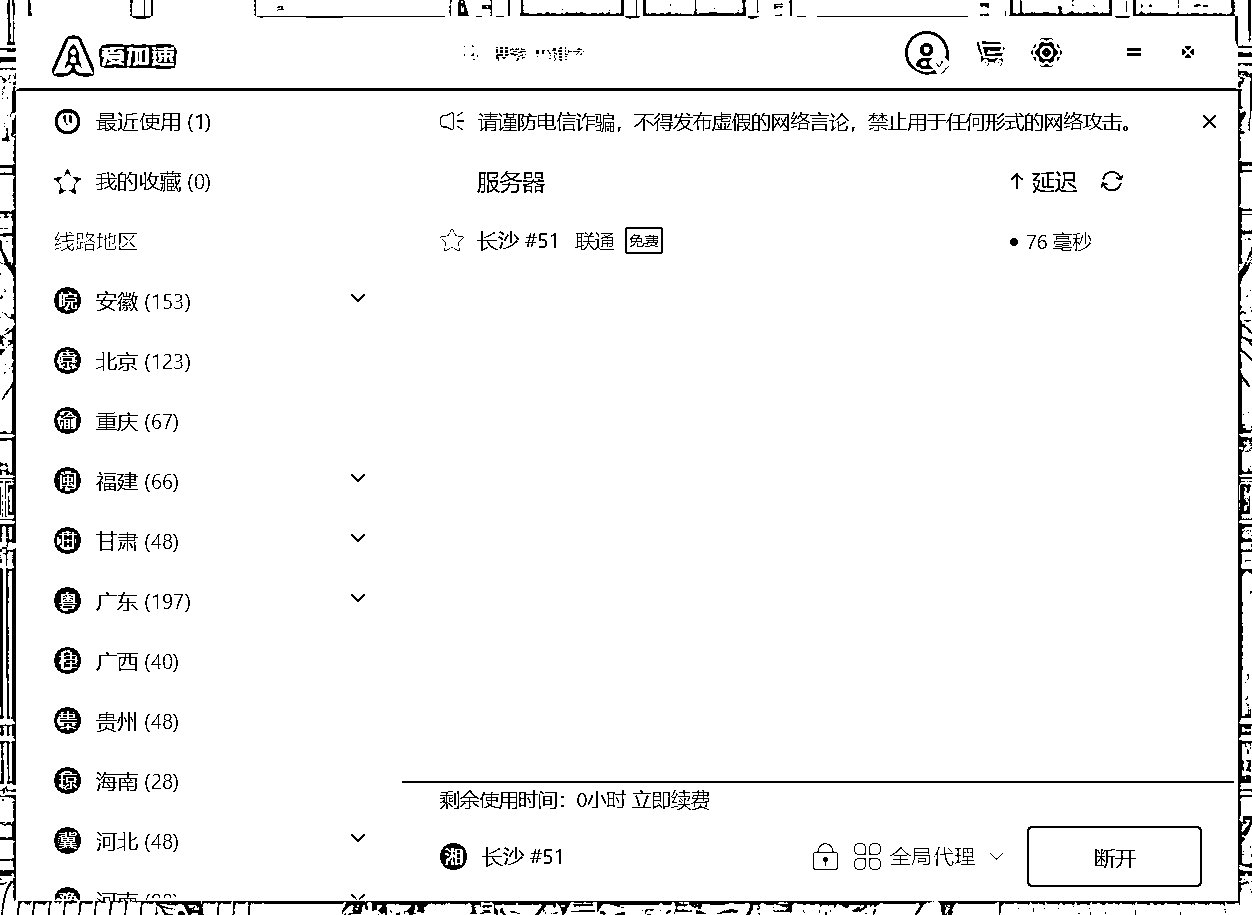 爱加速
最近使用 (1)
请谨防电信诈骗，不得发布虚假的网络言论，禁止用于任何形式的网络攻击。
我的收藏 (0)
服务器
延迟
线路地区
长沙 #51 联通 免费
76 毫秒
皖 安徽 (153)
京 北京 (123)
渝 重庆 (67)
闽 福建 (66)
甘 甘肃 (48)
粤 广东 (197)
桂 广西 (40)
贵 贵州 (48)
琼 海南 (28)
冀 河北 (48)
剩余使用时间：0小时 立即续费
湘 长沙 #51
全局代理
断开